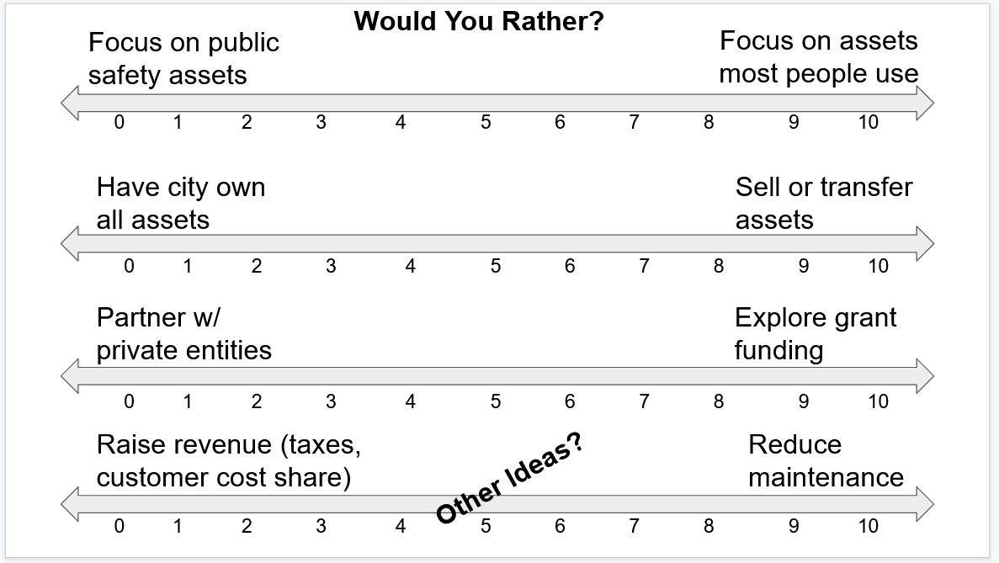 Would You Rather?
Focus on public
safety assets
Focus on assets
most people use
0 1 2 3 4 5 6 7 8 9 10
Have city own
all assets
Sell or transfer
assets
0 1 2 3 4 5 6 7 8 9 10
Partner w/
private entities
Explore grant
funding
0 1 2 3 4 5 6 7 8 9 10
Raise revenue (taxes,
customer cost share)
Other Ideas?
Reduce
maintenance
0 1 2 3 4 5 6 7 8 9 10